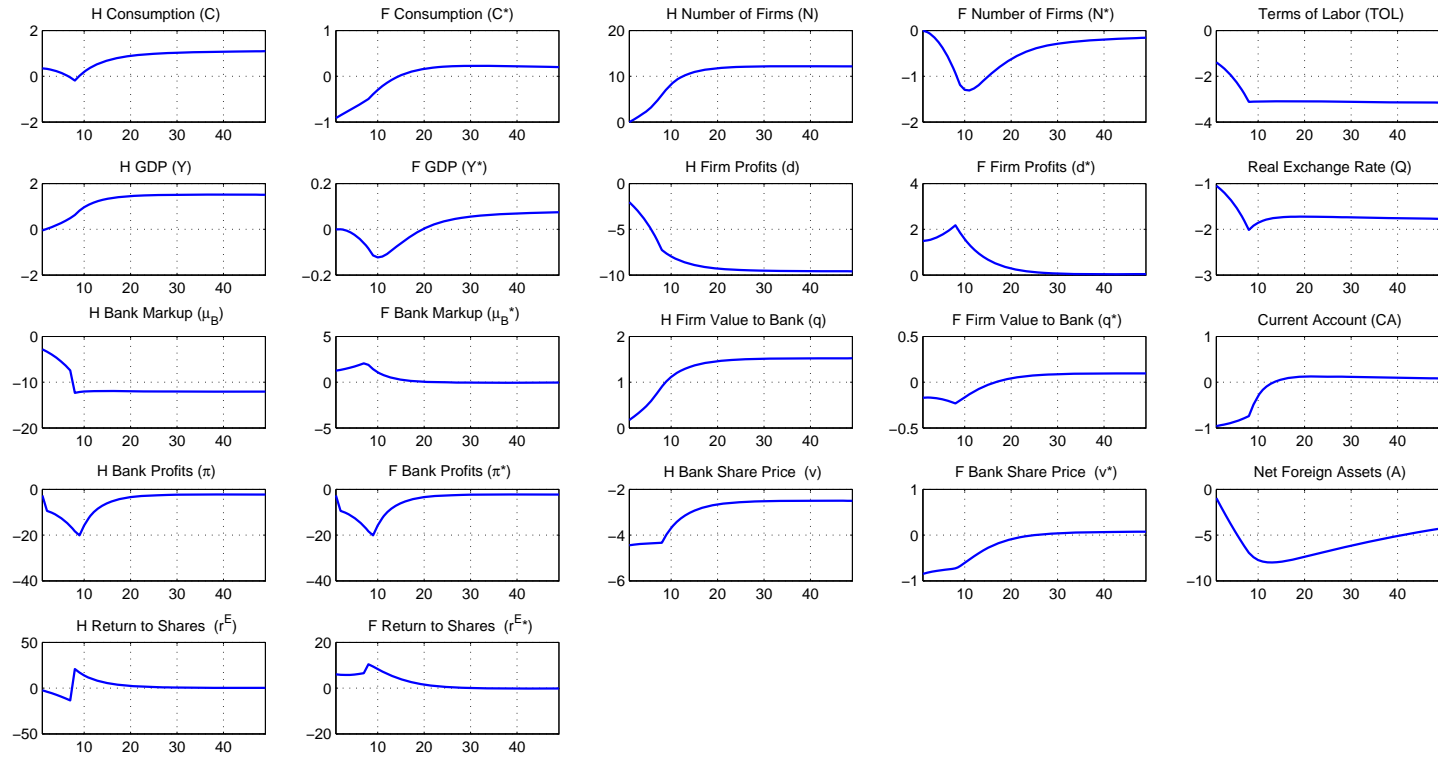 H Consumption (C)
2
0
−2
10 20 30 40
F Consumption (C*)
1
0
−1
10 20 30 40
H Number of Firms (N)
20
10
0
10 20 30 40
F Number of Firms (N*)
0
−1
−2
10 20 30 40
Terms of Labor (TOL)
0
−2
−4
10 20 30 40
H GDP (Y)
2
0
−2
10 20 30 40
F GDP (Y*)
0.2
0
−0.2
10 20 30 40
H Firm Profits (d)
0
−5
−10
10 20 30 40
F Firm Profits (d*)
4
2
0
10 20 30 40
Real Exchange Rate (Q)
−1
−2
−3
10 20 30 40
H Bank Markup (μB)
0
−10
−20
10 20 30 40
F Bank Markup (μB*)
5
0
−5
10 20 30 40
H Firm Value to Bank (q)
2
1
0
10 20 30 40
F Firm Value to Bank (q*)
0.5
0
−0.5
10 20 30 40
Current Account (CA)
1
0
−1
10 20 30 40
H Bank Profits (π)
0
−20
−40
10 20 30 40
F Bank Profits (π*)
0
−20
−40
10 20 30 40
H Bank Share Price (v)
−2
−4
−6
10 20 30 40
F Bank Share Price (v*)
1
0
−1
10 20 30 40
Net Foreign Assets (A)
0
−5
−10
10 20 30 40
H Return to Shares (rE)
50
0
−50
10 20 30 40
F Return to Shares (rE*)
20
0
−20
10 20 30 40